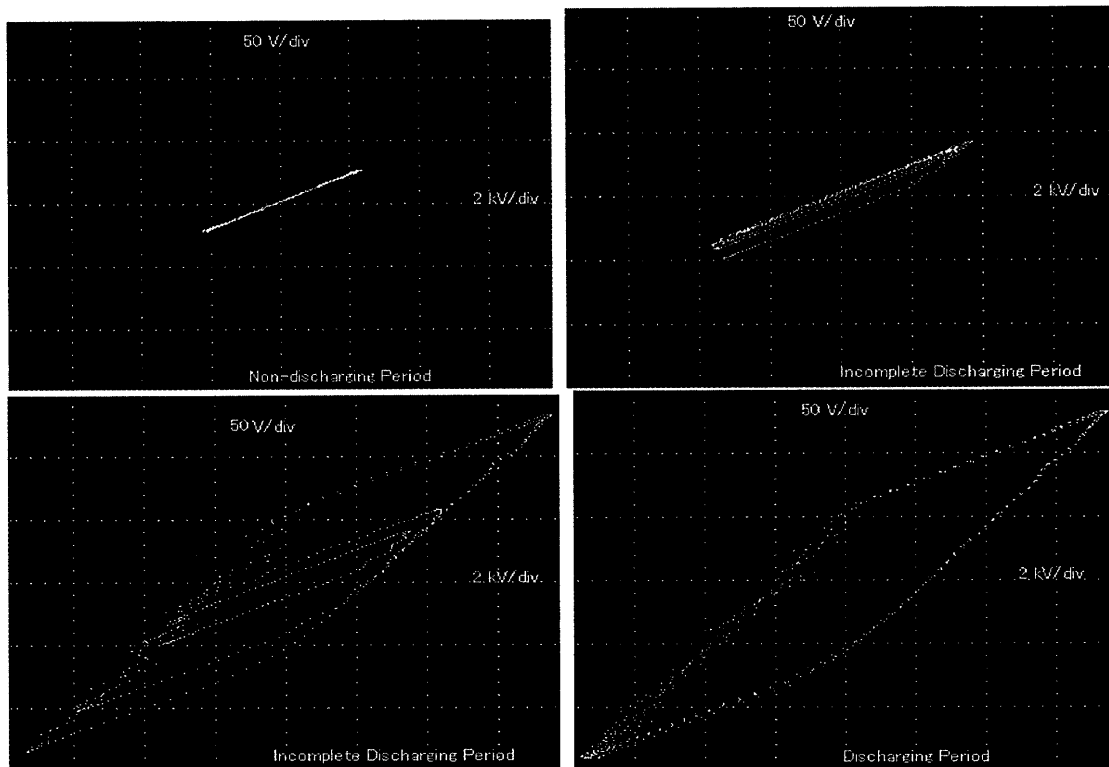 50 V/div
2 kV/div
Non-discharging Period
50 V/div
2 kV/div
Incomplete Discharging Period
50 V/div
2 kV/div.
Incomplete Discharging Period
50 V/div
2 kV/div.
Discharging Period